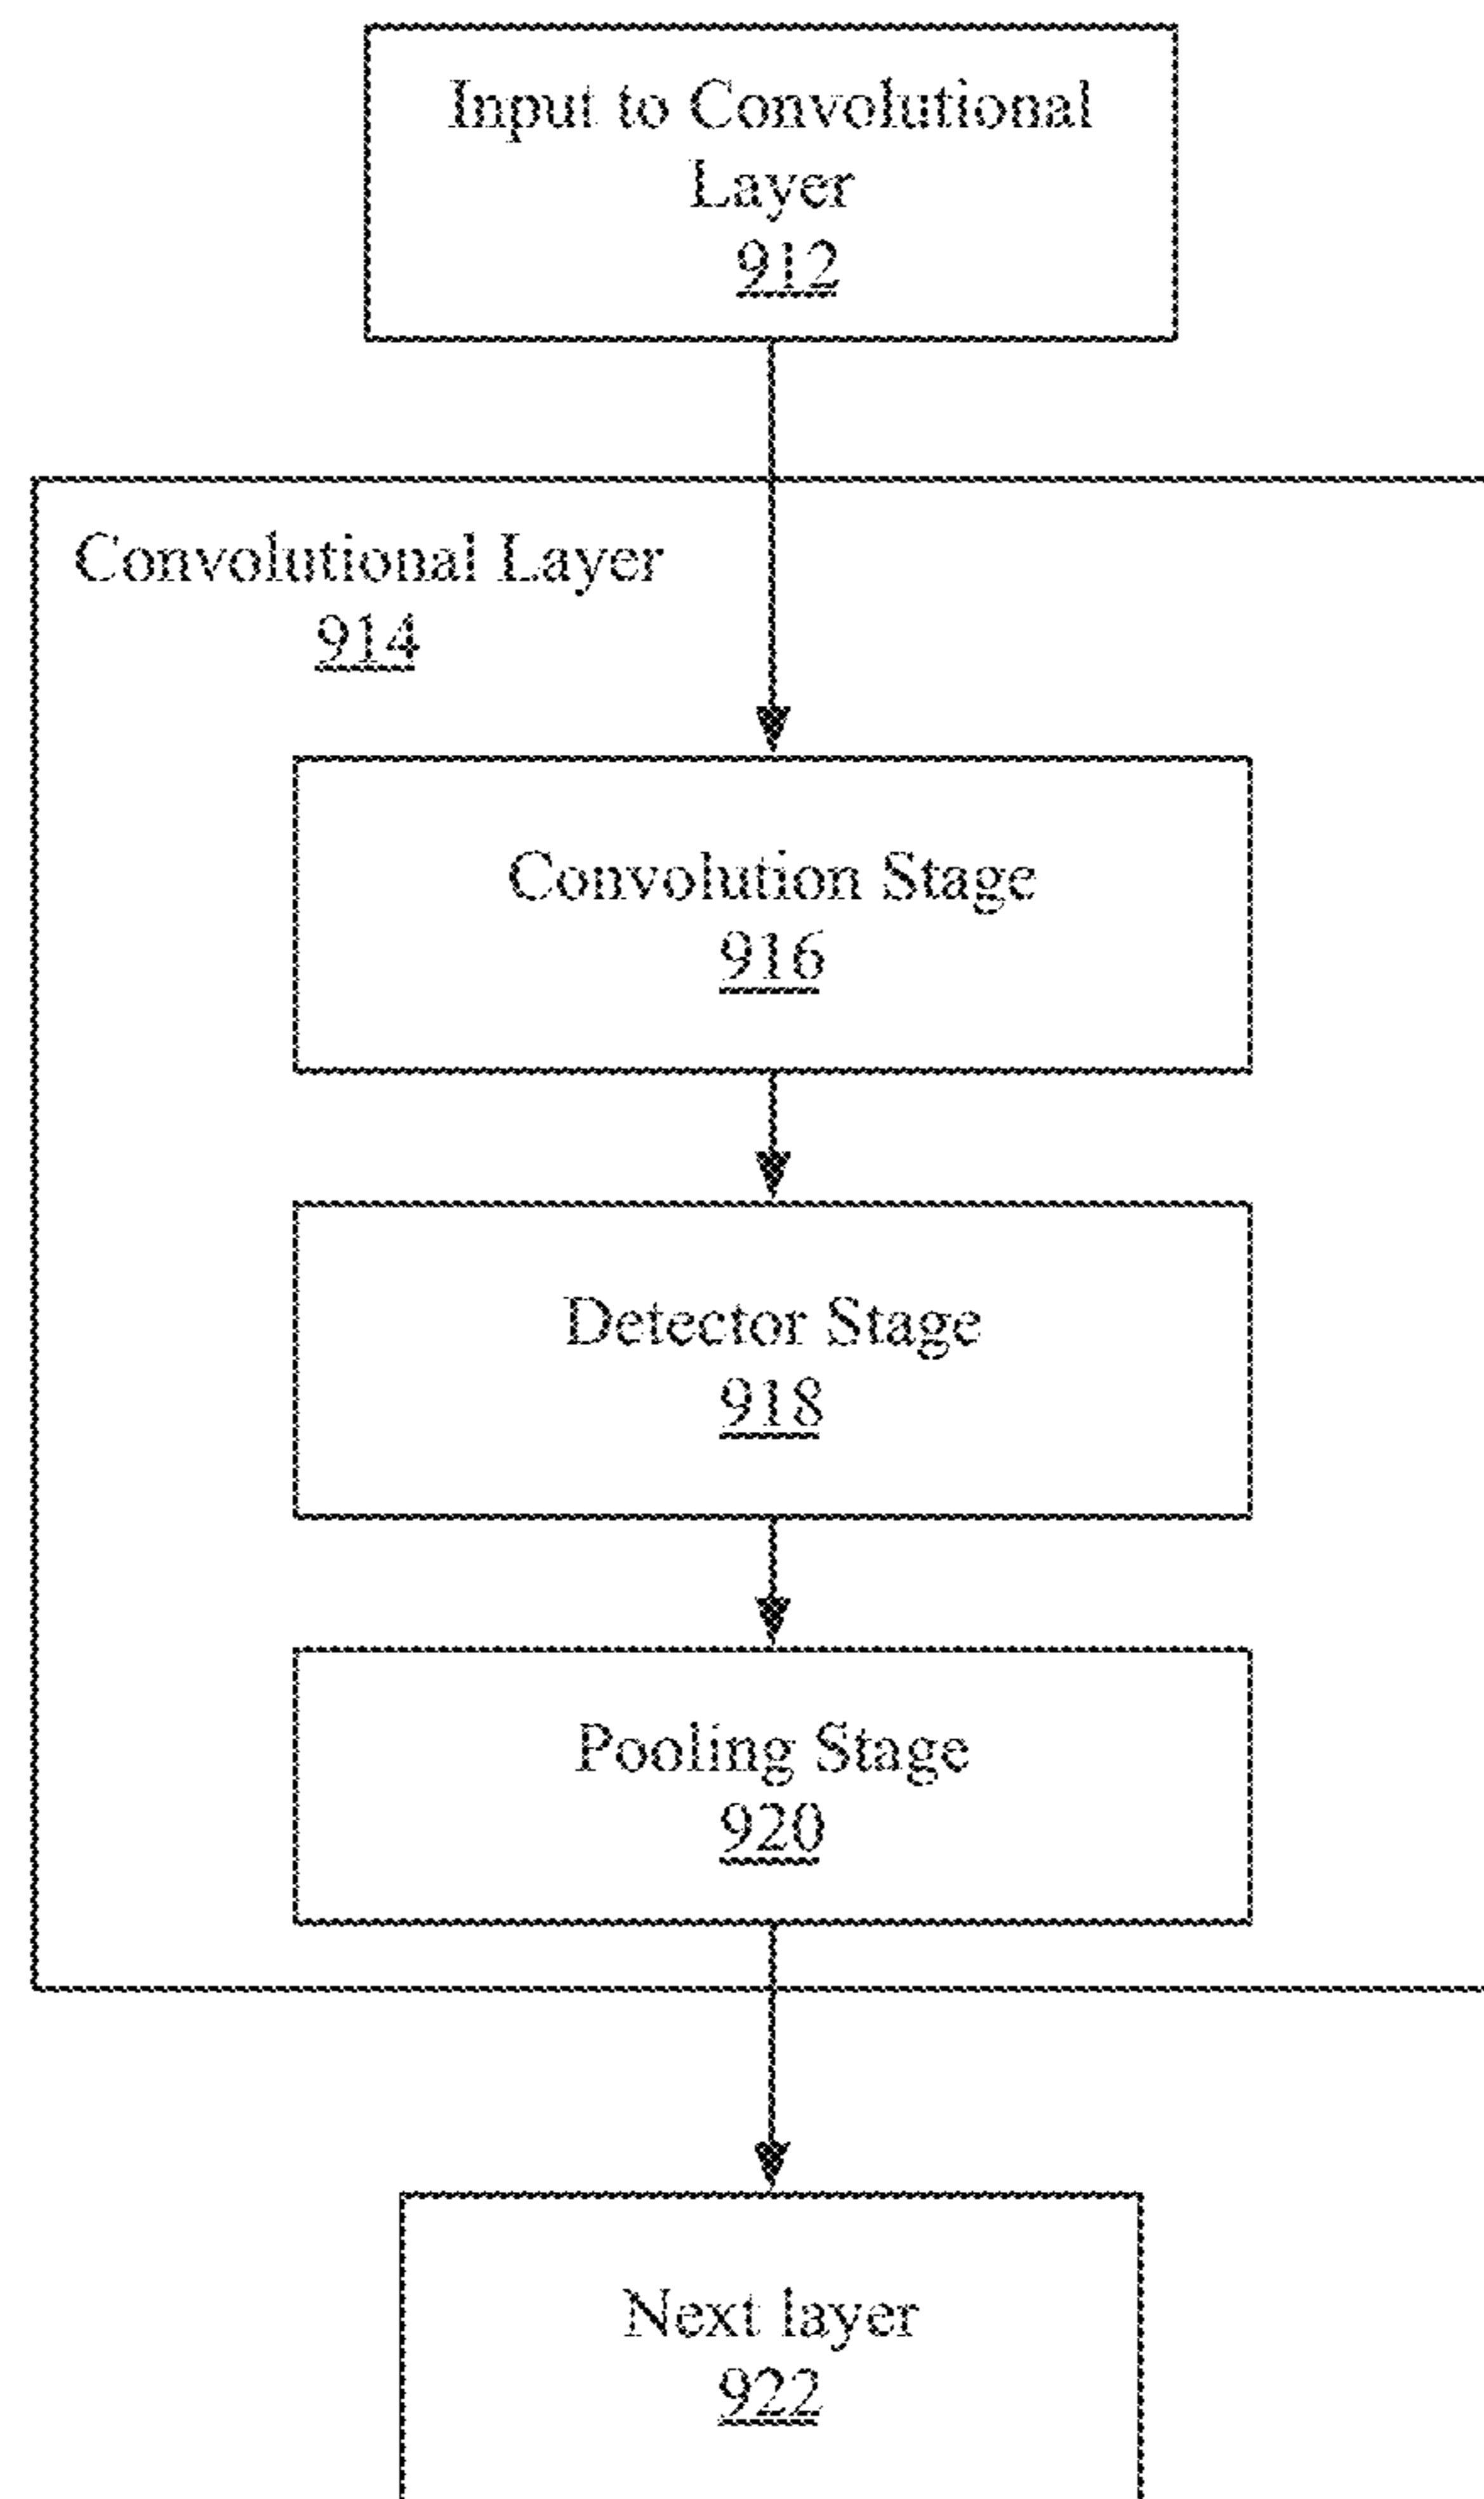 Input to Convolutional
Layer
912
Convolutional Layer
914
Convolution Stage
916
Detector Stage
918
Pooling Stage
920
Next layer
922